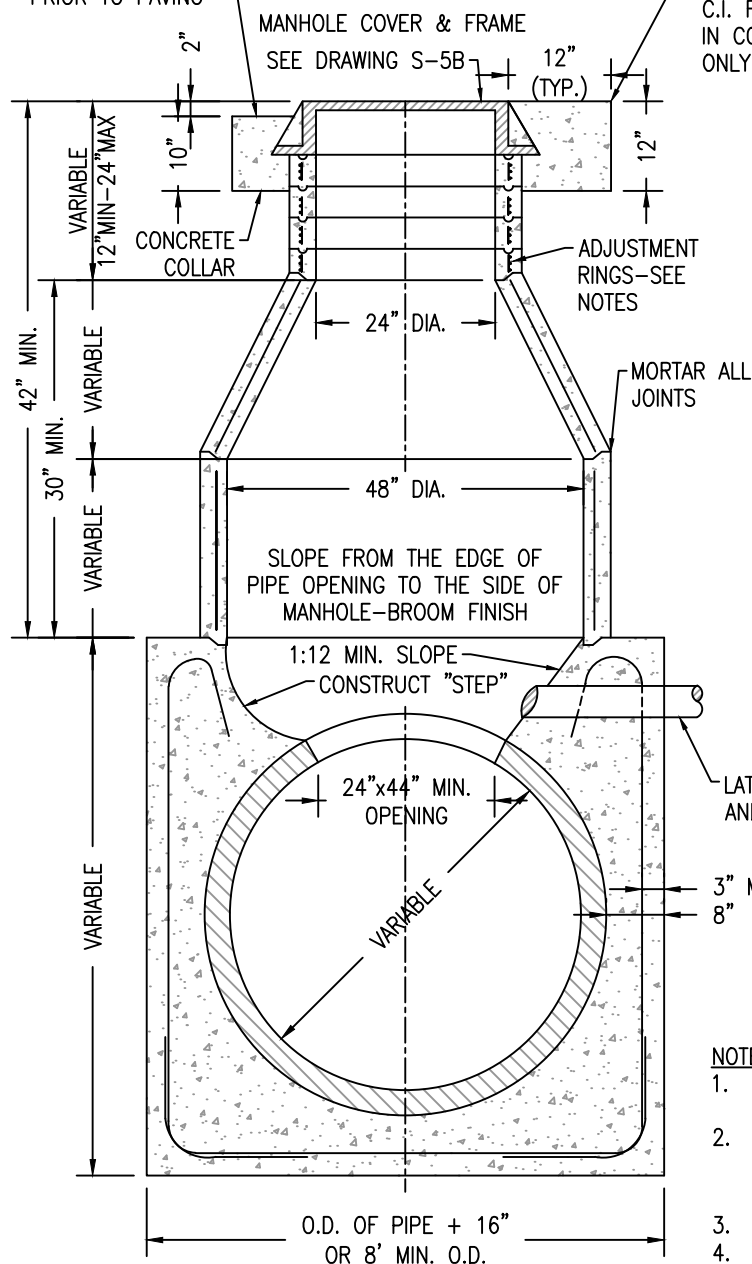 PRIOR TO PAVING
2"
MANHOLE COVER & FRAME
SEE DRAWING S-5B
12"
(TYP.)
C.I. F
IN CO
ONLY
VARIABLE
12"MIN-24"MAX
10"
12"
CONCRETE
COLLAR
ADJUSTMENT
RINGS-SEE
NOTES
24" DIA.
42" MIN.
30" MIN.
VARIABLE
MORTAR ALL
JOINTS
48" DIA.
VARIABLE
SLOPE FROM THE EDGE OF
PIPE OPENING TO THE SIDE OF
MANHOLE-BROOM FINISH
1:12 MIN. SLOPE
CONSTRUCT "STEP"
24"x44" MIN.
OPENING
LAT
AN
VARIABLE
VARIABLE
3" M
8"
NOTE
1.
2.
3.
4.
O.D. OF PIPE + 16"
OR 8' MIN. O.D.